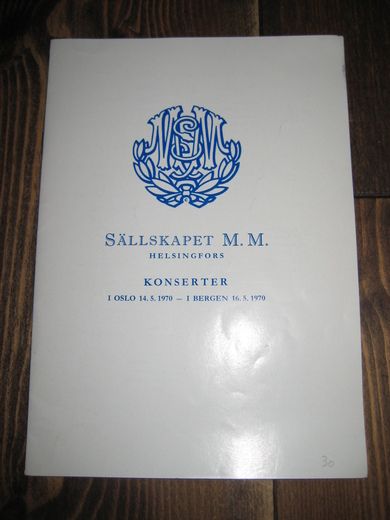 SÄLLSKAPET M. M.
HELSINGFORS
KONSERTER
I OSLO 14. 5. 1970 — I BERGEN 16. 5. 1970
30